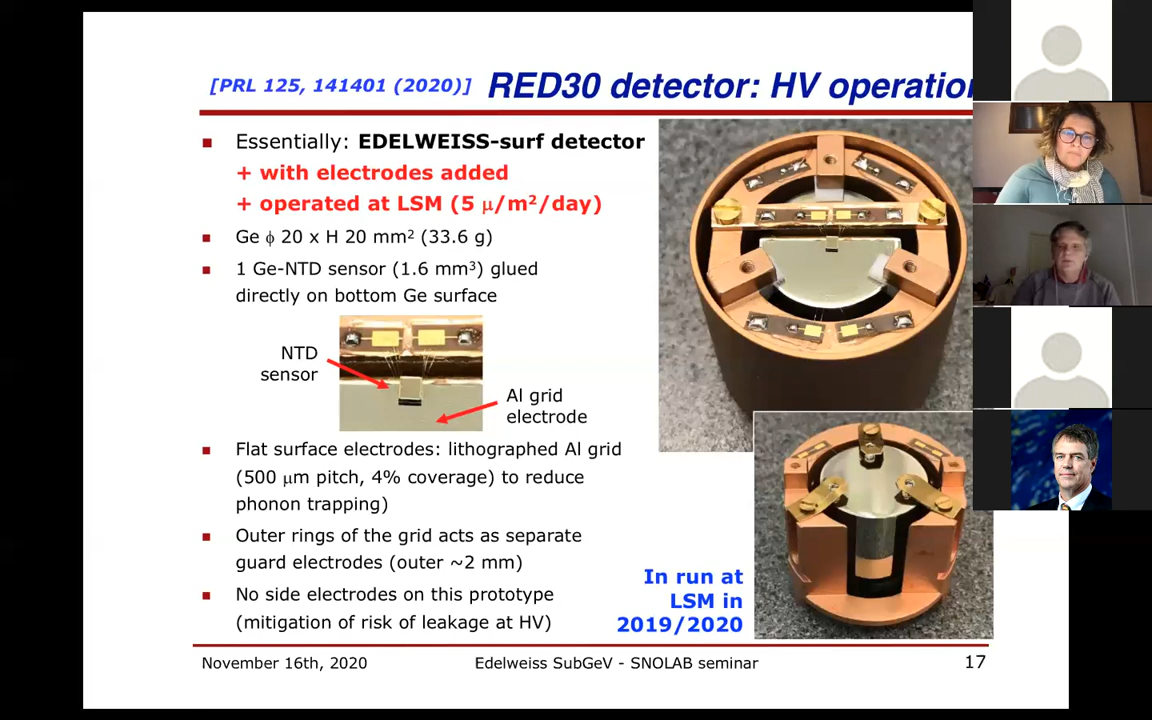 [PRL 125, 141401 (2020)] RED30 detector: HV operation
Essentially: EDELWEISS-surf detector
+ with electrodes added
+ operated at LSM (5 μ/m²/day)
Ge ϕ 20 x H 20 mm² (33.6 g)
1 Ge-NTD sensor (1.6 mm³) glued
directly on bottom Ge surface
NTD
sensor
Al grid
electrode
Flat surface electrodes: lithographed Al grid
(500 μm pitch, 4% coverage) to reduce
phonon trapping)
Outer rings of the grid acts as separate
guard electrodes (outer ~2 mm)
No side electrodes on this prototype
(mitigation of risk of leakage at HV)
In run at
LSM in
2019/2020
November 16th, 2020 Edelweiss SubGeV - SNOLAB seminar 17